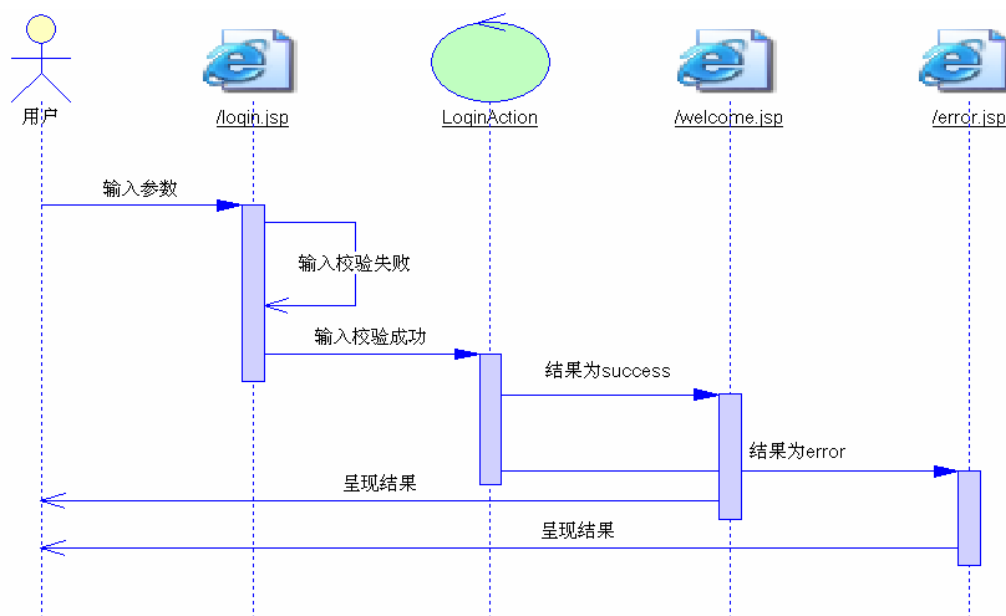 用户
/login.jsp
LoginAction
/welcome.jsp
/error.jsp
输入参数
输入校验失败
输入校验成功
结果为success
结果为error
呈现结果
呈现结果